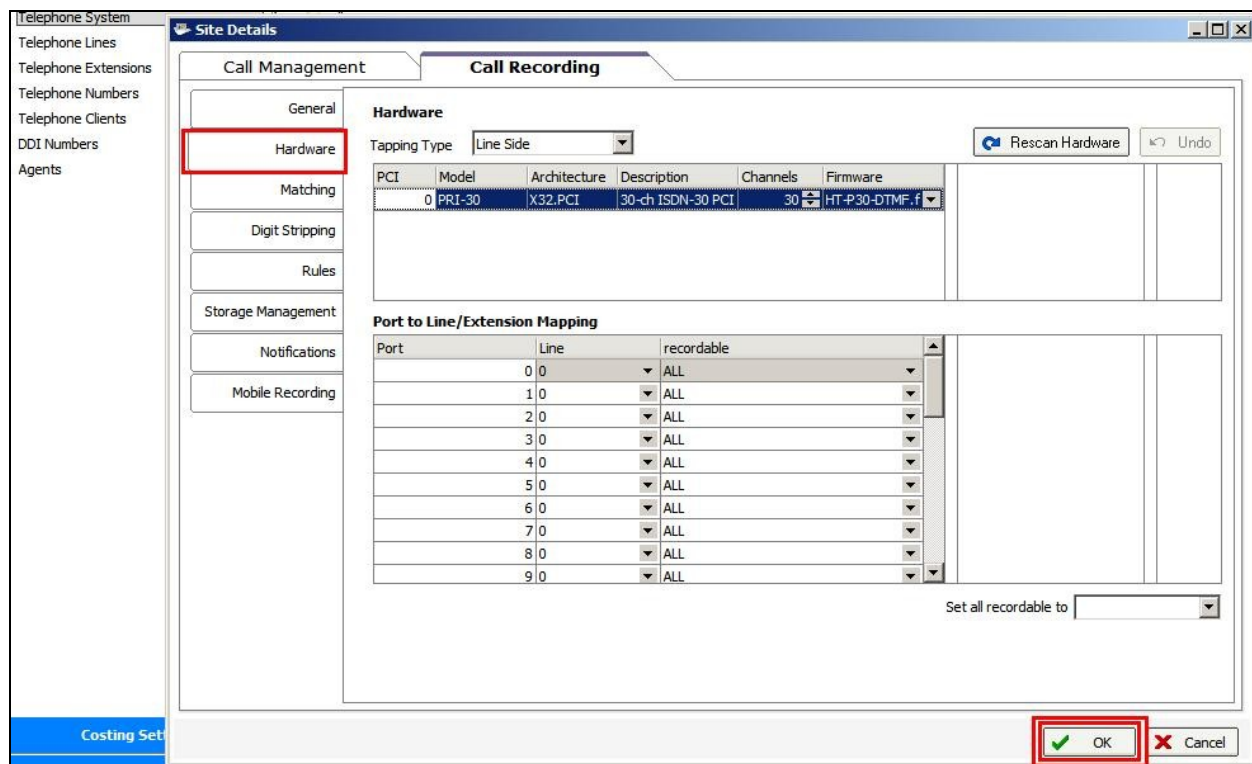 Telephone System
Telephone Lines
Telephone Extensions
Telephone Numbers
Telephone Clients
DDI Numbers
Agents
Costing Set
Site Details
Call Management Call Recording
General
Hardware
Matching
Digit Stripping
Rules
Storage Management
Notifications
Mobile Recording
Hardware
Tapping Type Line Side Rescan Hardware Undo
PCI Model Architecture Description Channels Firmware
0 PRI-30 X32.PCI 30-ch ISDN-30 PCI 30 HT-P30-DTMF.f
Port to Line/Extension Mapping
Port Line recordable
0 0 ALL
1 0 ALL
2 0 ALL
3 0 ALL
4 0 ALL
5 0 ALL
6 0 ALL
7 0 ALL
8 0 ALL
9 0 ALL
Set all recordable to
OK Cancel